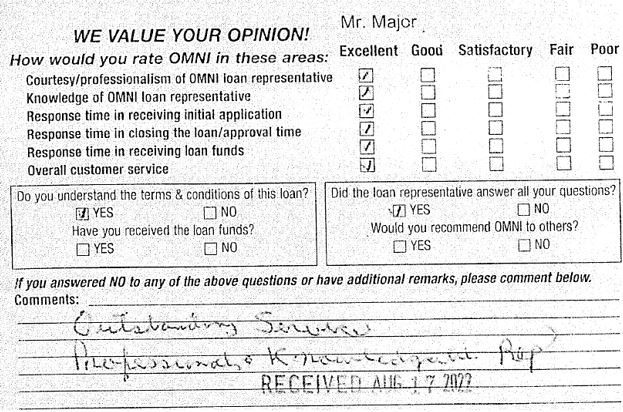 Mr. Major
WE VALUE YOUR OPINION!
How would you rate OMNI in these areas: Excellent Good Satisfactory Fair Poor
Courtesy/professionalism of OMNI loan representative
Knowledge of OMNI loan representative
Response time in receiving initial application
Response time in closing the loan/approval time
Response time in receiving loan funds
Overall customer service
Do you understand the terms & conditions of this loan?
YES NO
Have you received the loan funds?
YES NO
Did the loan representative answer all your questions?
YES NO
Would you recommend OMNI to others?
YES NO
If you answered NO to any of the above questions or have additional remarks, please comment below.
Comments:
Outstanding Service
Professional & Knowledgeable Rep
RECEIVED AUG 17 2022